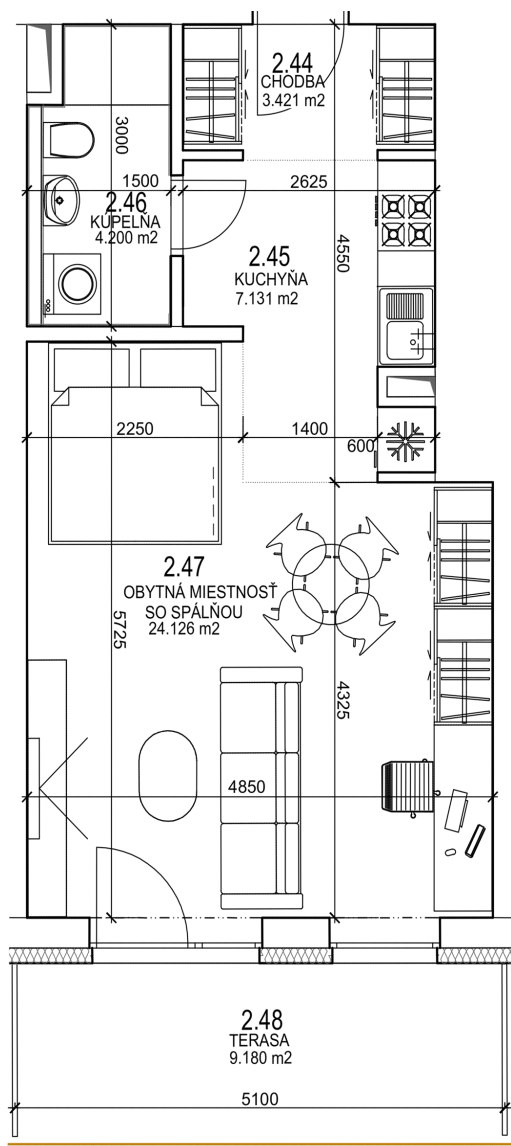 2.44
CHODBA
3.421 m2
3000
1500
2625
2.46
KÚPELŇA
4.200 m2
4550
2.45
KUCHYŇA
7.131 m2
2250
1400
600
2.47
OBYTNÁ MIESTNOSŤ
SO SPÁLŇOU
24.126 m2
5725
4325
4850
2.48
TERASA
9.180 m2
5100